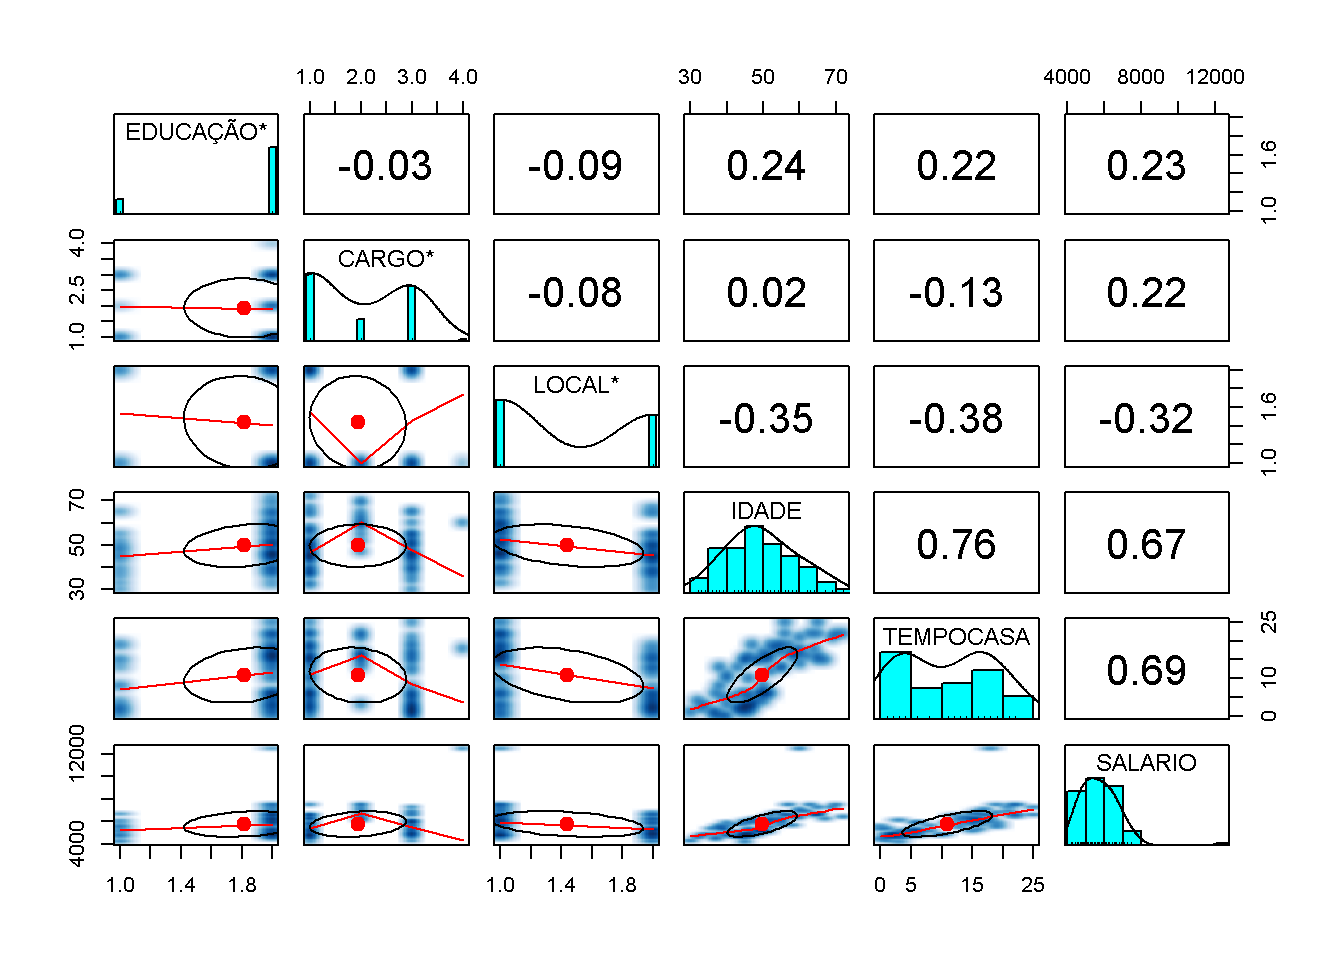 1.0 2.0 3.0 4.0 30 50 70 4000 8000 12000
EDUCAÇÃO* -0.03 -0.09 0.24 0.22 0.23 1.0 1.6
1.0 2.5 4.0 CARGO* -0.08 0.02 -0.13 0.22
LOCAL* -0.35 -0.38 -0.32 1.0 1.6
30 50 70 IDADE 0.76 0.67
TEMPOCASA 0.69 0 10 25
4000 12000 SALARIO
1.0 1.4 1.8 1.0 1.4 1.8 0 5 15 25